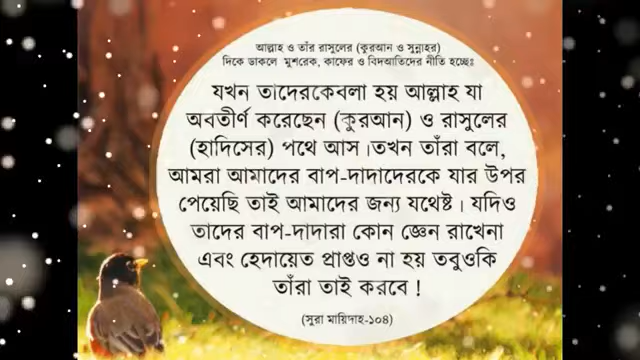 আল্লাহ ও তাঁর রাসুলের (কুরআন ও সুন্নাহর)
দিকে ডাকলে মুশরেক, কাফের ও বিদআতিদের নীতি হচ্ছেঃ
যখন তাদেরকেবলা হয় আল্লাহ যা
অবতীর্ণ করেছেন (কুরআন) ও রাসুলের
(হাদিসের) পথে আস ।তখন তাঁরা বলে,
আমরা আমাদের বাপ-দাদাদেরকে যার উপর
পেয়েছি তাই আমাদের জন্য যথেষ্ট। যদিও
তাদের বাপ-দাদারা কোন জ্ঞেন রাখেনা
এবং হেদায়েত প্রাপ্তও না হয় তবুওকি
তাঁরা তাই করবে !
(সুরা মায়িদাহ-১০৪)